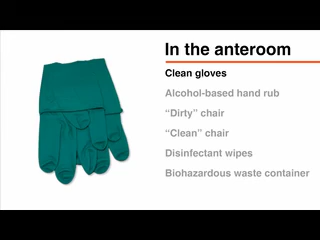 In the anteroom
Clean gloves
Alcohol-based hand rub
“Dirty” chair
“Clean” chair
Disinfectant wipes
Biohazardous waste container